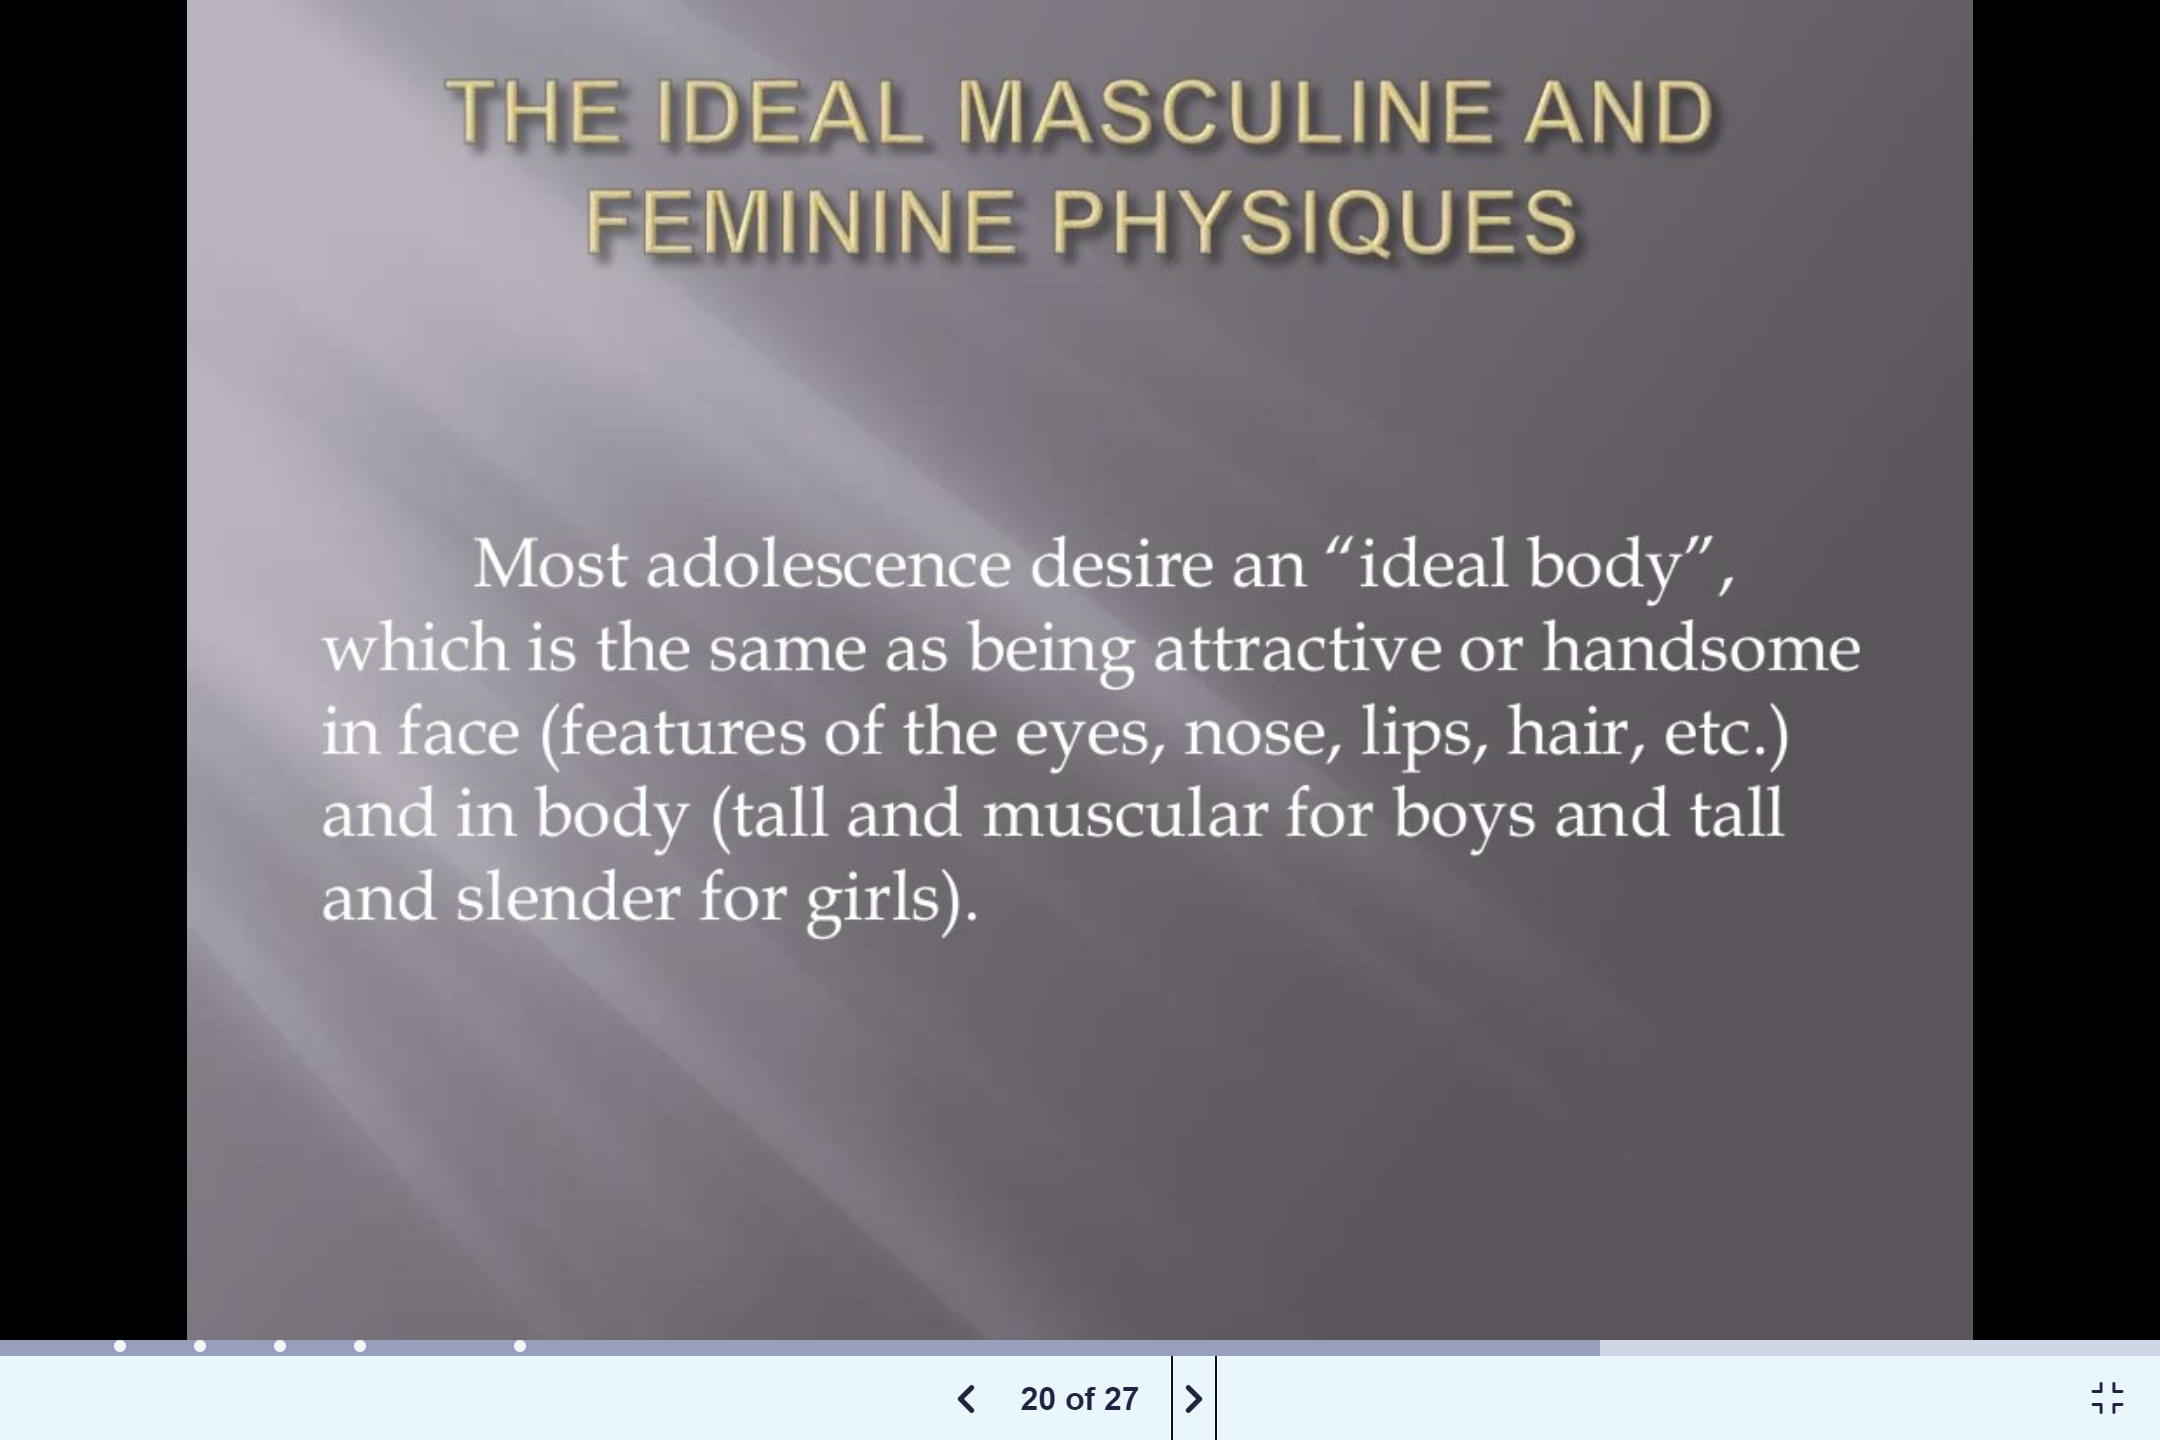 THE IDEAL MASCULINE AND
FEMININE PHYSIQUES
Most adolescence desire an “ideal body”,
which is the same as being attractive or handsome
in face (features of the eyes, nose, lips, hair, etc.)
and in body (tall and muscular for boys and tall
and slender for girls).
20 of 27